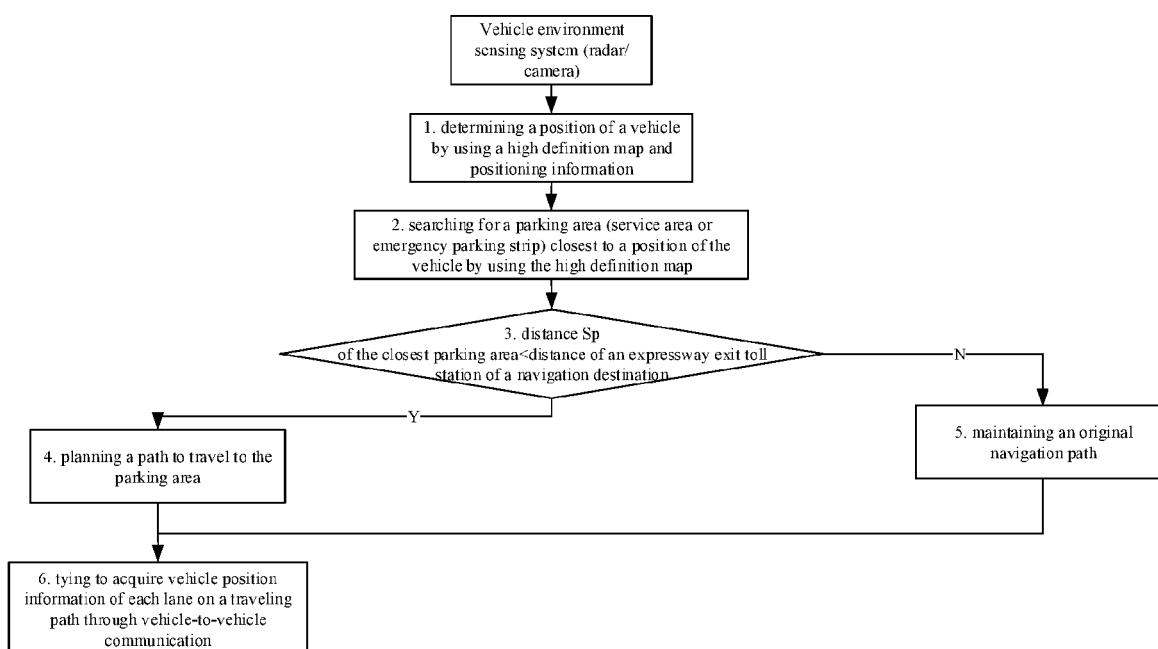 Vehicle environment
sensing system (radar/
camera)
1. determining a position of a vehicle
by using a high definition map and
positioning information
2. searching for a parking area (service area or
emergency parking strip) closest to a position of the
vehicle by using the high definition map
3. distance Sp
of the closest parking area<distance of an expressway exit toll
station of a navigation destination
N
Y
4. planning a path to travel to the
parking area
5. maintaining an original
navigation path
6. tying to acquire vehicle position
information of each lane on a traveling
path through vehicle-to-vehicle
communication